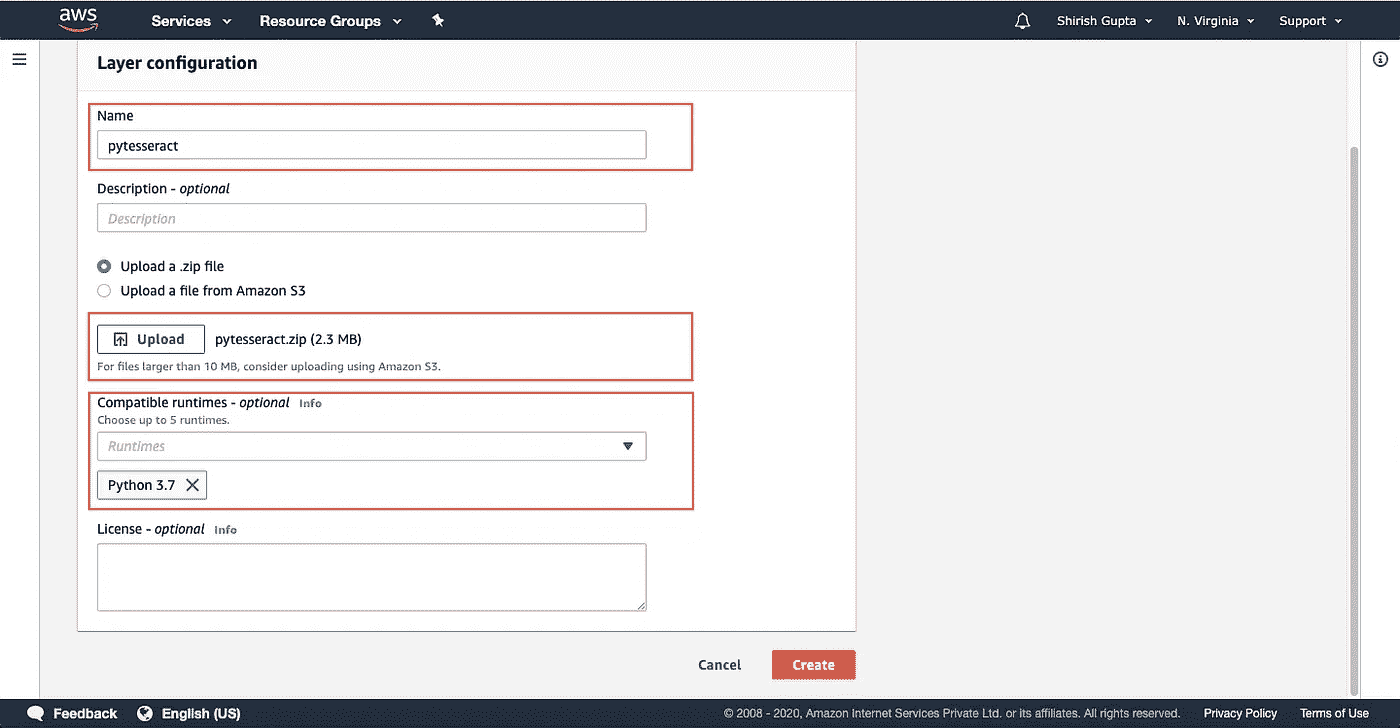 aws Services Resource Groups Shirish Gupta N. Virginia Support
Layer configuration
Name
pytesseract
Description - optional
Description
Upload a .zip file
Upload a file from Amazon S3
Upload pytesseract.zip (2.3 MB)
For files larger than 10 MB, consider uploading using Amazon S3.
Compatible runtimes - optional Info
Choose up to 5 runtimes.
Runtimes
Python 3.7
License - optional Info
Cancel Create
Feedback English (US) © 2008 - 2020, Amazon Internet Services Private Ltd. or its affiliates. All rights reserved. Privacy Policy Terms of Use